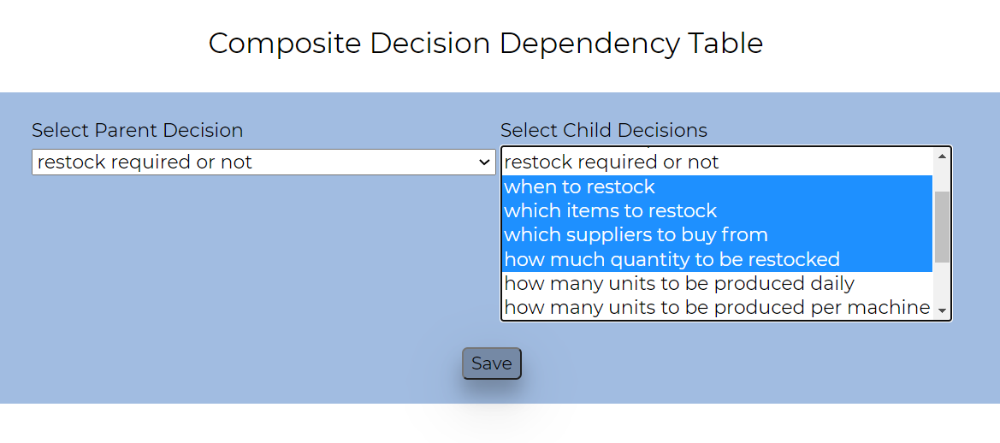 Composite Decision Dependency Table
Select Parent Decision
restock required or not
Select Child Decisions
restock required or not
when to restock
which items to restock
which suppliers to buy from
how much quantity to be restocked
how many units to be produced daily
how many units to be produced per machine
Save